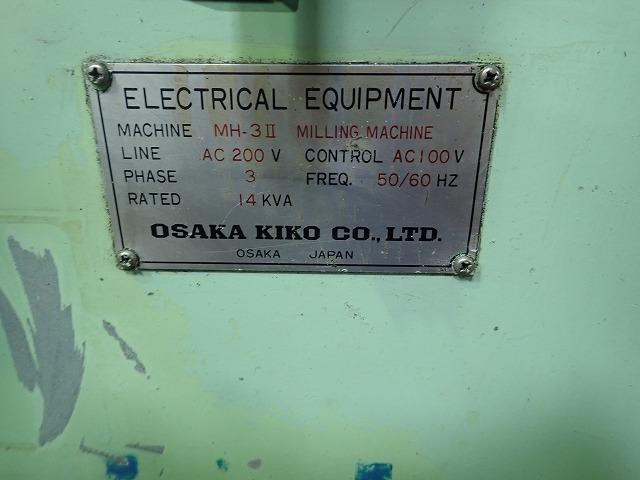 ELECTRICAL EQUIPMENT
MACHINE MH-3II MILLING MACHINE
LINE AC 200 V CONTROL AC100 V
PHASE 3 FREQ. 50/60 HZ
RATED 14 KVA
OSAKA KIKO CO., LTD.
OSAKA JAPAN